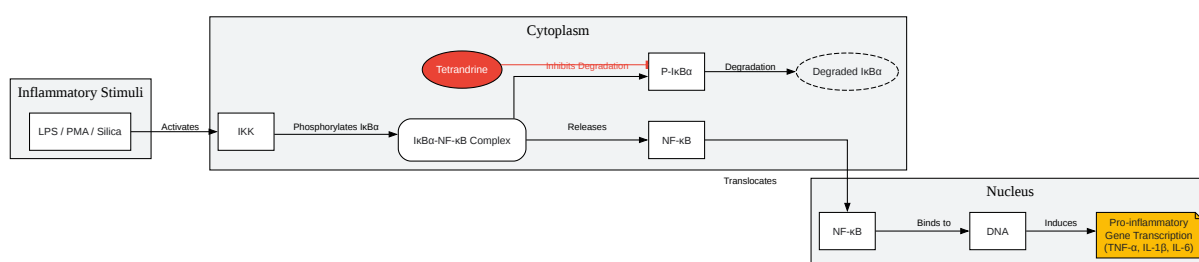 Cytoplasm
Tetrandrine
Inhibits Degradation
P-IκBα
Degradation
Degraded IκBα
Inflammatory Stimuli
LPS / PMA / Silica
Activates
IKK
Phosphorylates IκBα
IκBα-NF-κB Complex
Releases
NF-κB
Translocates
Nucleus
NF-κB
Binds to
DNA
Induces
Pro-inflammatory
Gene Transcription
(TNF-α, IL-1β, IL-6)